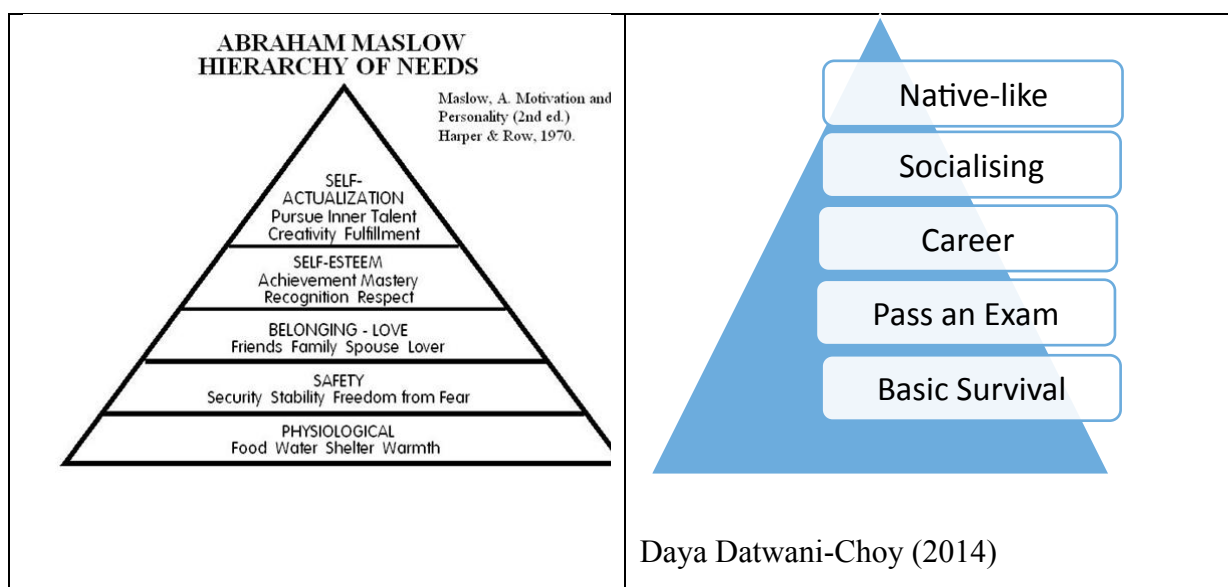 ABRAHAM MASLOW
HIERARCHY OF NEEDS
Maslow, A. Motivation and
Personality (2nd ed.)
Harper & Row, 1970.
SELF-
ACTUALIZATION
Pursue Inner Talent
Creativity Fulfillment
SELF-ESTEEM
Achievement Mastery
Recognition Respect
BELONGING - LOVE
Friends Family Spouse Lover
SAFETY
Security Stability Freedom from Fear
PHYSIOLOGICAL
Food Water Shelter Warmth
Native-like
Socialising
Career
Pass an Exam
Basic Survival
Daya Datwani-Choy (2014)